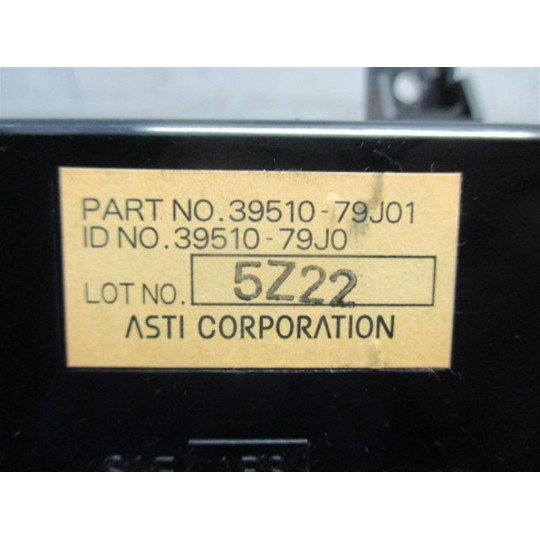 PART NO.39510-79J01
ID NO.39510-79J0
LOT NO. 5Z22
ASTI CORPORATION